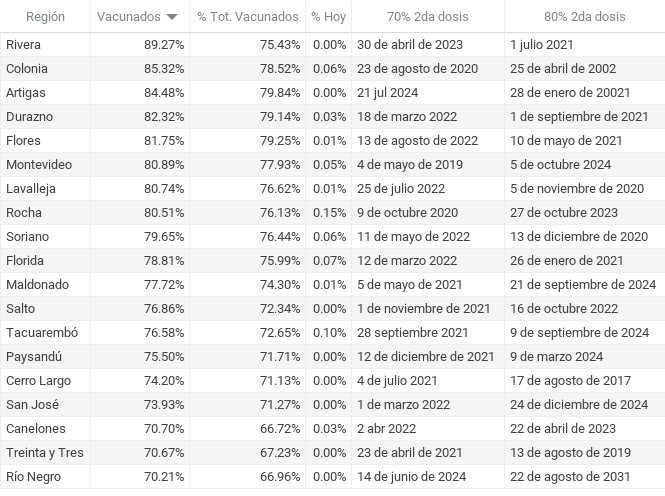 Región Vacunados % Tot. Vacunados % Hoy 70% 2da dosis 80% 2da dosis
Rivera 89.27% 75.43% 0.00% 30 de abril de 2023 1 julio 2021
Colonia 85.32% 78.52% 0.06% 23 de agosto de 2020 25 de abril de 2002
Artigas 84.48% 79.84% 0.00% 21 jul 2024 28 de enero de 20021
Durazno 82.32% 79.14% 0.03% 18 de marzo 2022 1 de septiembre de 2021
Flores 81.75% 79.25% 0.01% 13 de agosto de 2022 10 de mayo de 2021
Montevideo 80.89% 77.93% 0.05% 4 de mayo de 2019 5 de octubre 2024
Lavalleja 80.74% 76.62% 0.01% 25 de julio 2022 5 de noviembre de 2020
Rocha 80.51% 76.13% 0.15% 9 de octubre 2020 27 de octubre 2023
Soriano 79.65% 76.44% 0.06% 11 de mayo de 2022 13 de diciembre de 2020
Florida 78.81% 75.99% 0.07% 12 de marzo 2022 26 de enero de 2021
Maldonado 77.72% 74.30% 0.01% 5 de mayo de 2021 21 de septiembre de 2024
Salto 76.86% 72.34% 0.00% 1 de noviembre de 2021 16 de octubre 2022
Tacuarembó 76.58% 72.65% 0.10% 28 septiembre 2021 9 de septiembre de 2024
Paysandú 75.50% 71.71% 0.00% 12 de diciembre de 2021 9 de marzo 2024
Cerro Largo 74.20% 71.13% 0.00% 4 de julio 2021 17 de agosto de 2017
San José 73.93% 71.27% 0.00% 1 de marzo 2022 24 de diciembre de 2024
Canelones 70.70% 66.72% 0.03% 2 abr 2022 22 de abril de 2023
Treinta y Tres 70.67% 67.23% 0.00% 23 de abril de 2021 13 de agosto de 2019
Río Negro 70.21% 66.96% 0.00% 14 de junio de 2024 22 de agosto de 2031